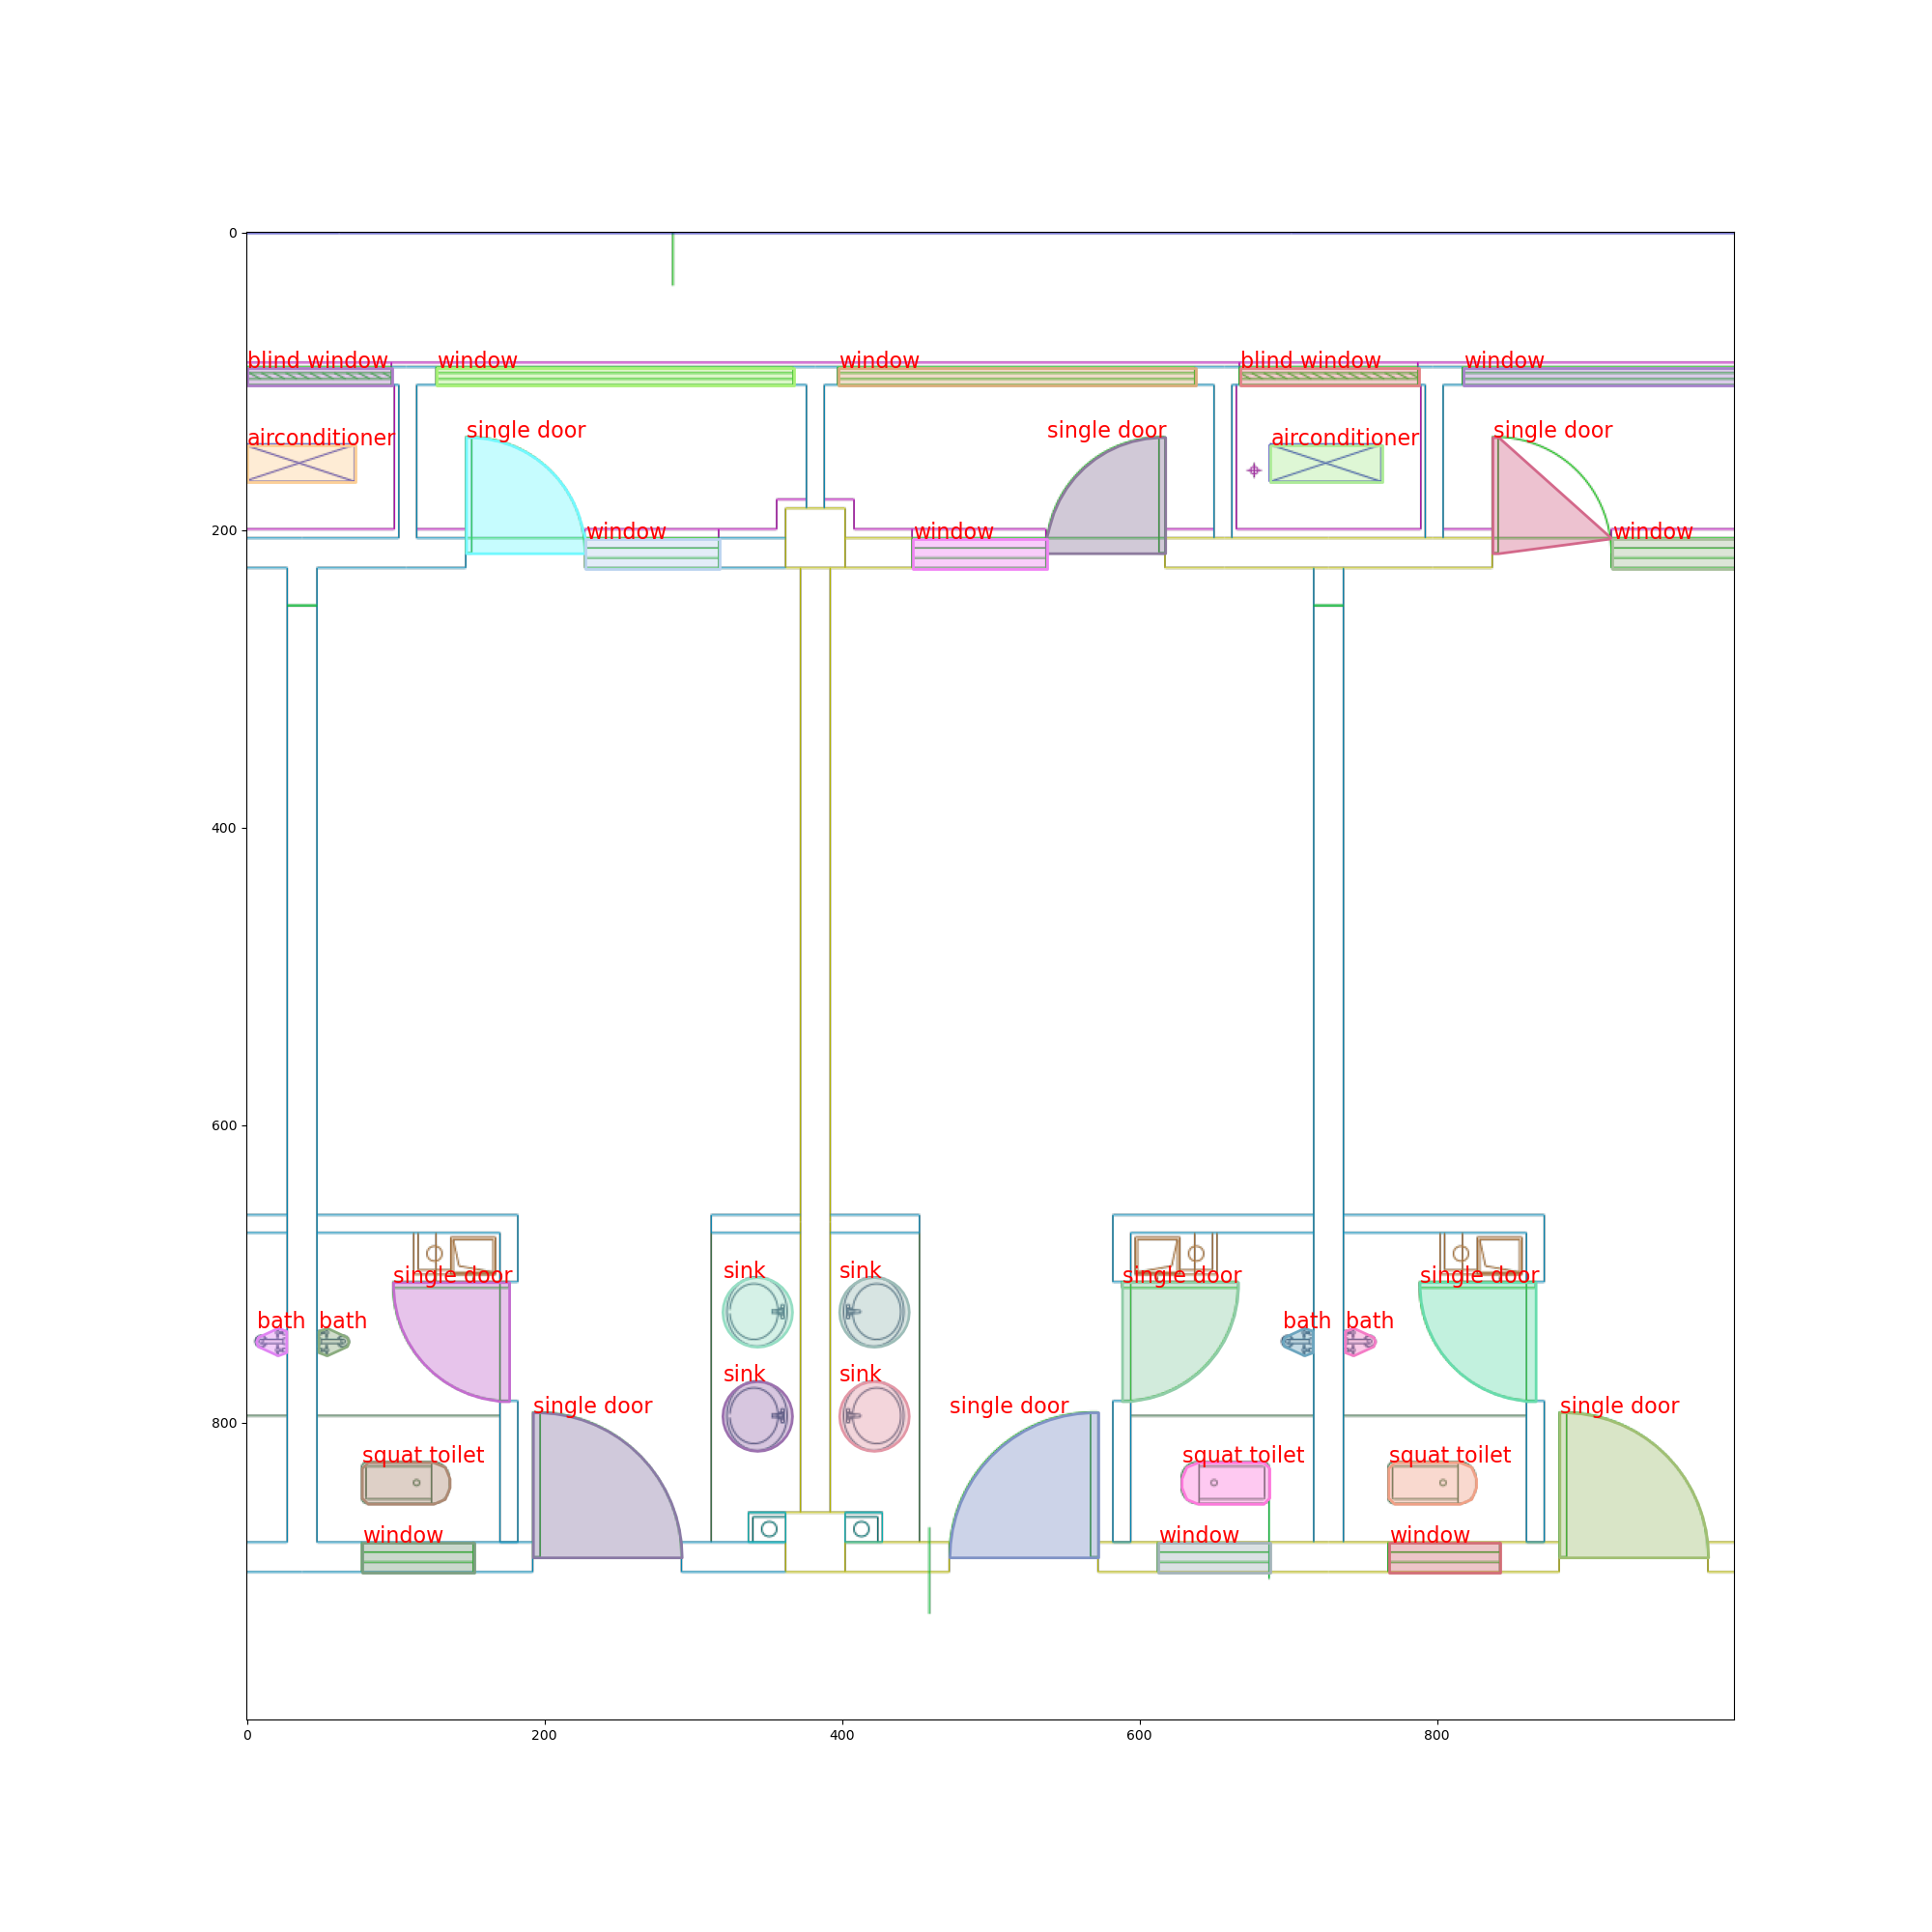 0
blind window window window blind window window
airconditioner single door single door airconditioner single door
200
window window window
400
600
sink sink
single door single door single door
bath bath bath bath
sink sink
single door single door single door
800
squat toilet squat toilet squat toilet
window window window
0 200 400 600 800